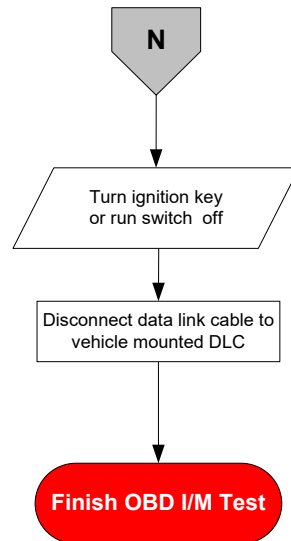 N
Turn ignition key
or run switch off
Disconnect data link cable to
vehicle mounted DLC
Finish OBD I/M Test